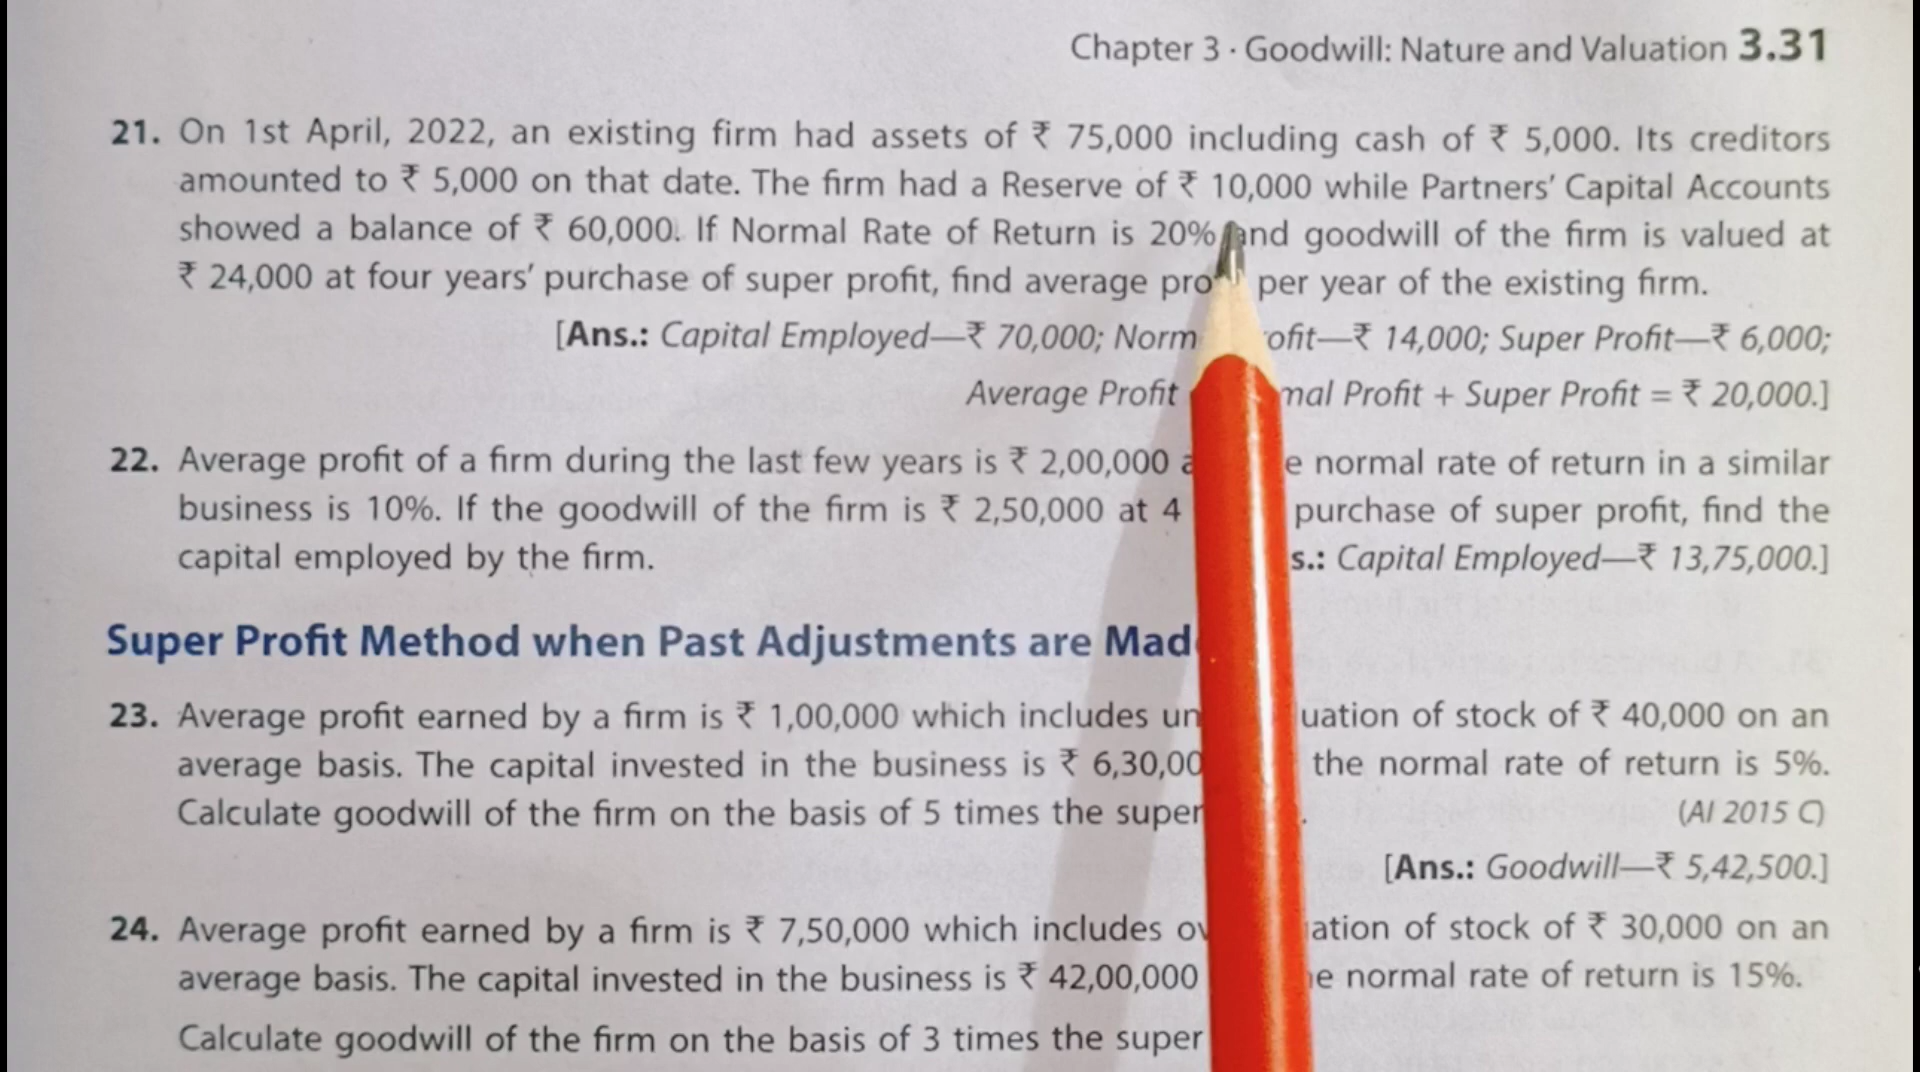 Chapter 3 · Goodwill: Nature and Valuation 3.31
21. On 1st April, 2022, an existing firm had assets of ₹ 75,000 including cash of ₹ 5,000. Its creditors
amounted to ₹ 5,000 on that date. The firm had a Reserve of ₹ 10,000 while Partners' Capital Accounts
showed a balance of ₹ 60,000. If Normal Rate of Return is 20% and goodwill of the firm is valued at
₹ 24,000 at four years' purchase of super profit, find average pro per year of the existing firm.
[Ans.: Capital Employed—₹ 70,000; Norm ofit—₹ 14,000; Super Profit—₹ 6,000;
Average Profit mal Profit + Super Profit = ₹ 20,000.]
22. Average profit of a firm during the last few years is ₹ 2,00,000 a e normal rate of return in a similar
business is 10%. If the goodwill of the firm is ₹ 2,50,000 at 4 purchase of super profit, find the
capital employed by the firm. s.: Capital Employed—₹ 13,75,000.]
Super Profit Method when Past Adjustments are Mad
23. Average profit earned by a firm is ₹ 1,00,000 which includes un uation of stock of ₹ 40,000 on an
average basis. The capital invested in the business is ₹ 6,30,00 the normal rate of return is 5%.
Calculate goodwill of the firm on the basis of 5 times the super . (AI 2015 C)
[Ans.: Goodwill—₹ 5,42,500.]
24. Average profit earned by a firm is ₹ 7,50,000 which includes ov ation of stock of ₹ 30,000 on an
average basis. The capital invested in the business is ₹ 42,00,000 e normal rate of return is 15%.
Calculate goodwill of the firm on the basis of 3 times the super